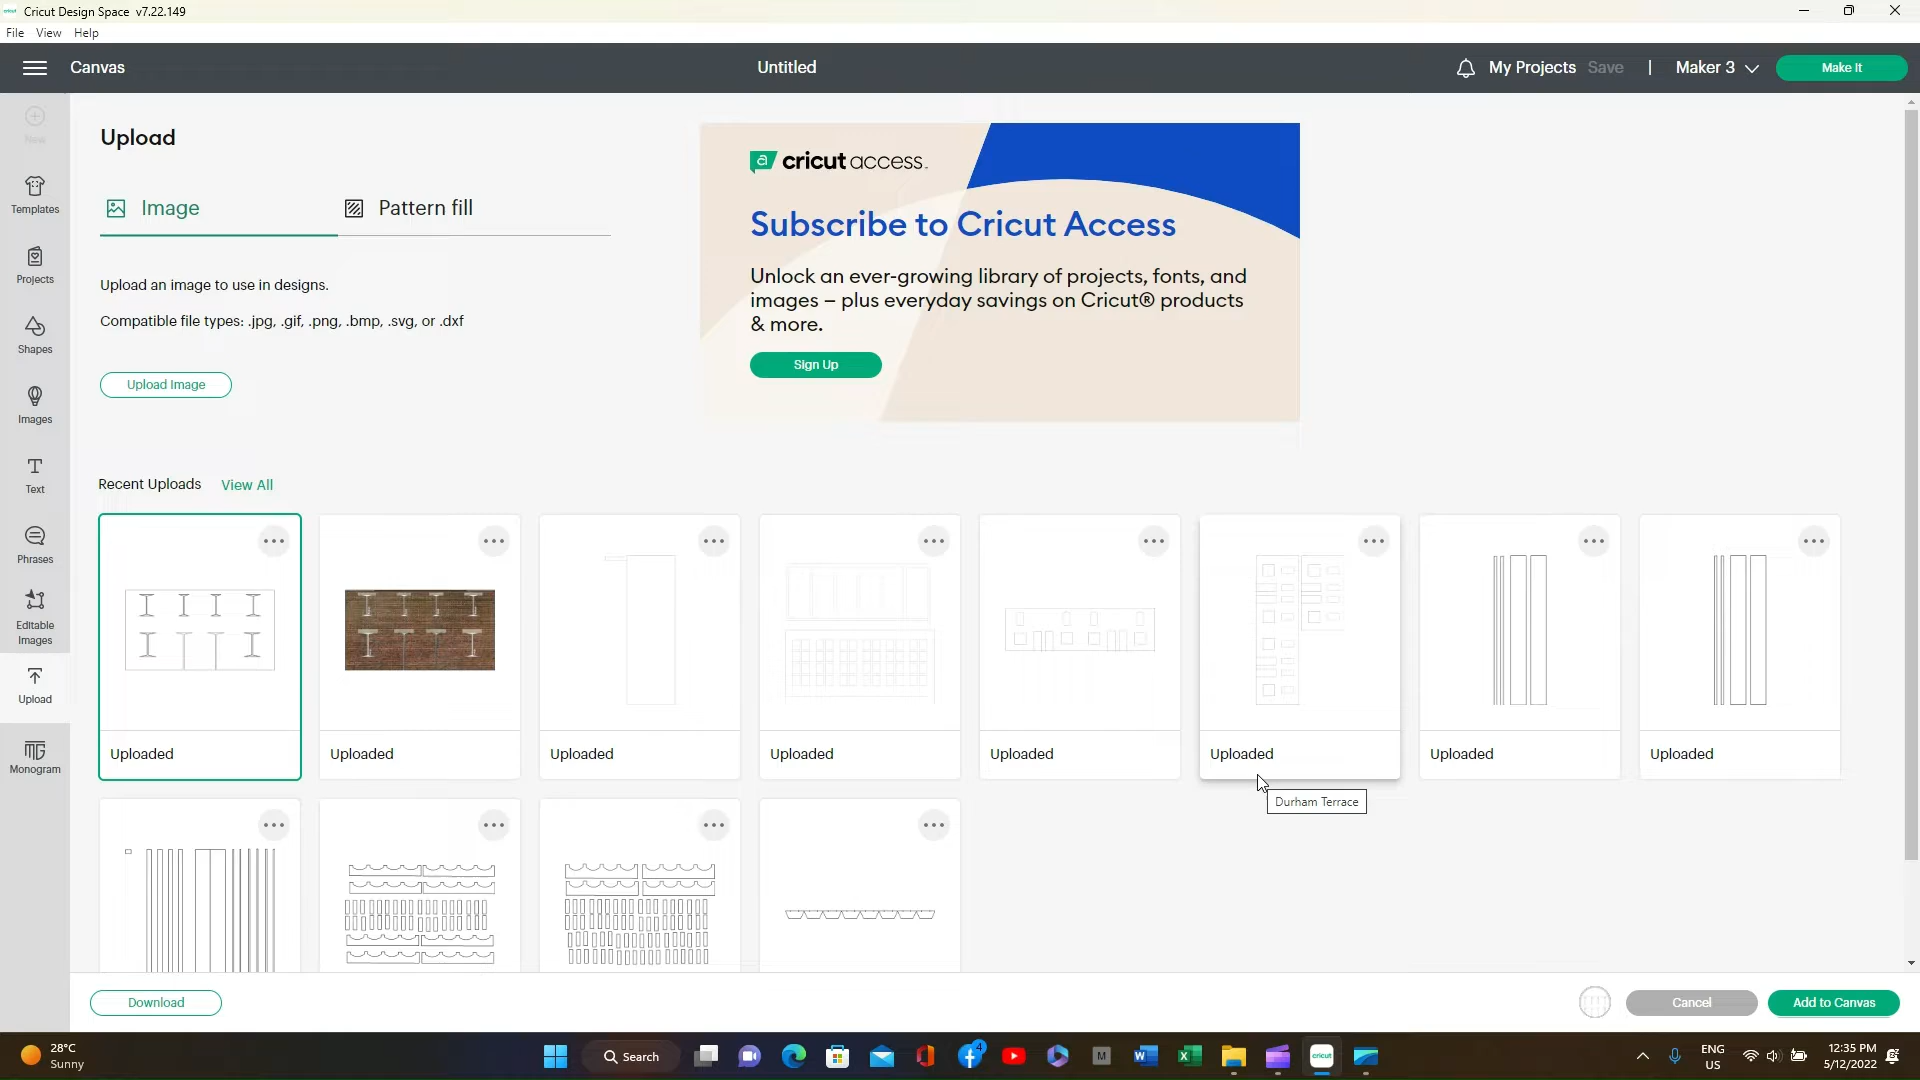 Cricut Design Space v7.22.149
File View Help
Canvas
Untitled
My Projects Save | Maker 3
Make It
New
Templates
Projects
Shapes
Images
Text
Phrases
Editable
Images
Upload
Monogram
Upload
Image
Pattern fill
Upload an image to use in designs.
Compatible file types: .jpg, .gif, .png, .bmp, .svg, or .dxf
Upload Image
cricut access™
Subscribe to Cricut Access
Unlock an ever-growing library of projects, fonts, and
images – plus everyday savings on Cricut® products
& more.
Sign Up
Recent Uploads View All
Uploaded
Uploaded
Uploaded
Uploaded
Uploaded
Uploaded
Uploaded
Uploaded
Durham Terrace
Download
Cancel
Add to Canvas
28°C
Sunny
Search
4
M
cricut
ENG
US
12:35 PM
5/12/2022